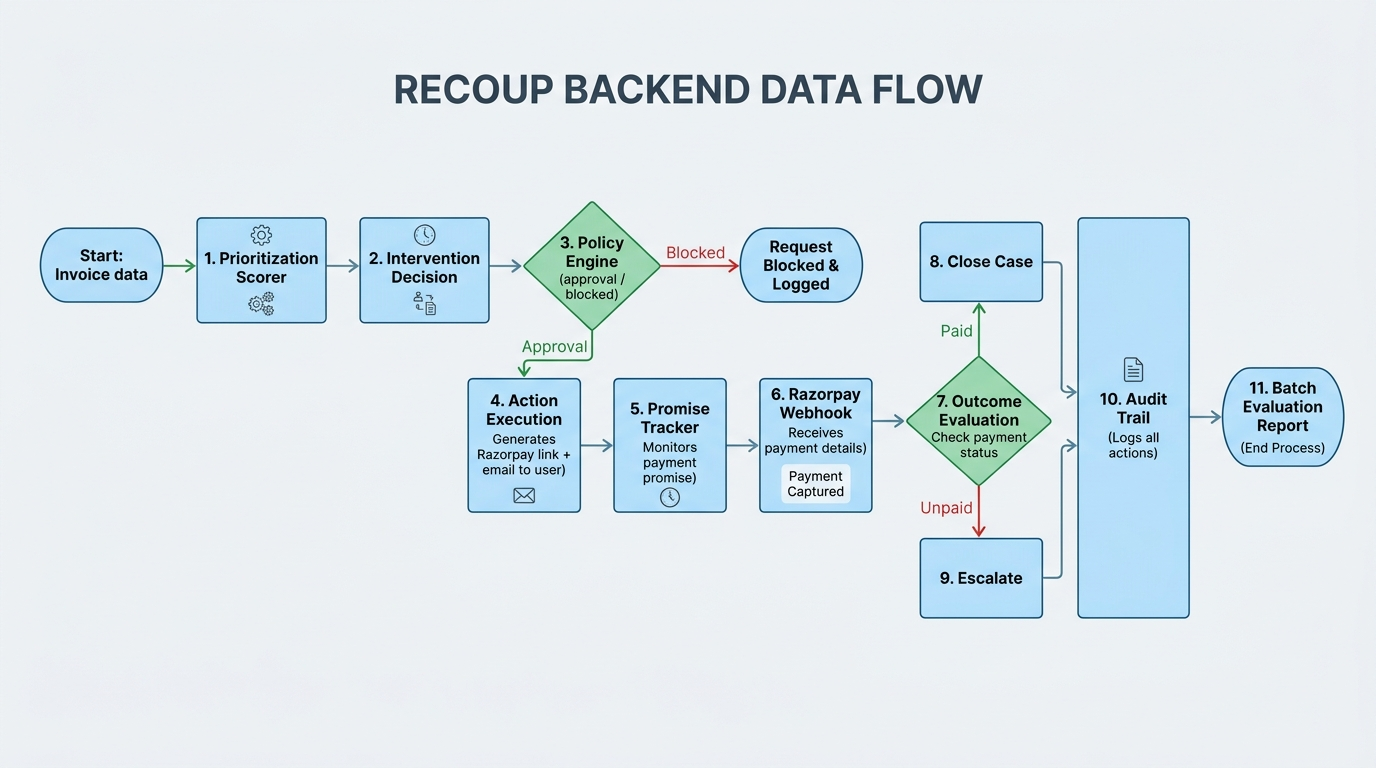 RECOUP BACKEND DATA FLOW
Start:
Invoice data
1. Prioritization
Scorer
2. Intervention
Decision
3. Policy
Engine
(approval /
blocked)
Blocked
Request
Blocked &
Logged
Approval
4. Action
Execution
Generates
Razorpay link +
email to user)
5. Promise
Tracker
Monitors
payment
promise)
6. Razorpay
Webhook
Receives
payment details)
Payment
Captured
7. Outcome
Evaluation
Check payment
status
Paid
8. Close Case
Unpaid
9. Escalate
10. Audit
Trail
(Logs all
actions)
11. Batch
Evaluation
Report
(End Process)